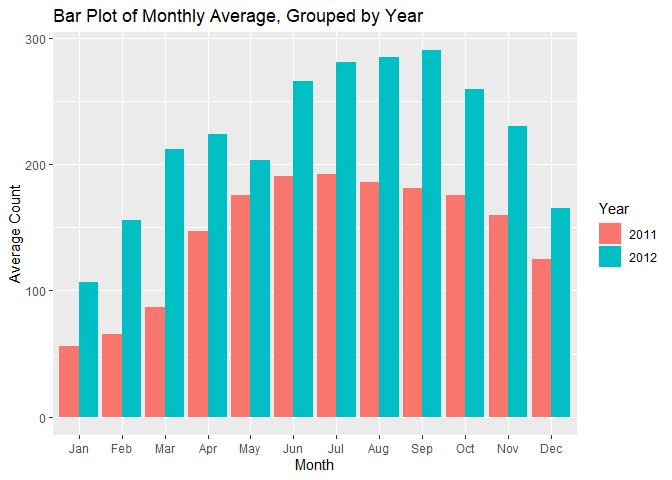 Bar Plot of Monthly Average, Grouped by Year
300
200
100
0
Average Count
Jan Feb Mar Apr May Jun Jul Aug Sep Oct Nov Dec
Month
Year
2011
2012